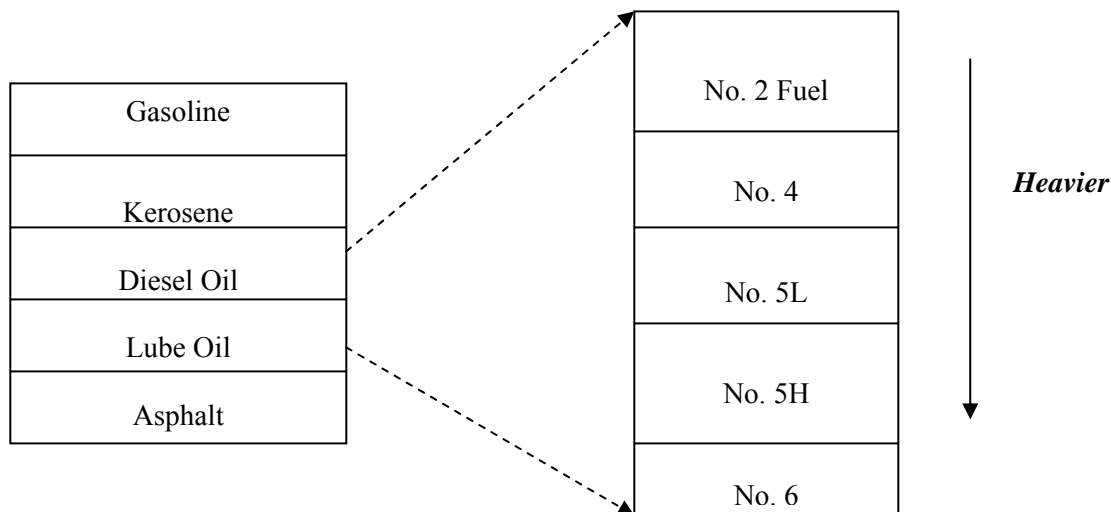 Gasoline
Kerosene
Diesel Oil
Lube Oil
Asphalt
No. 2 Fuel
No. 4
No. 5L
No. 5H
No. 6
Heavier